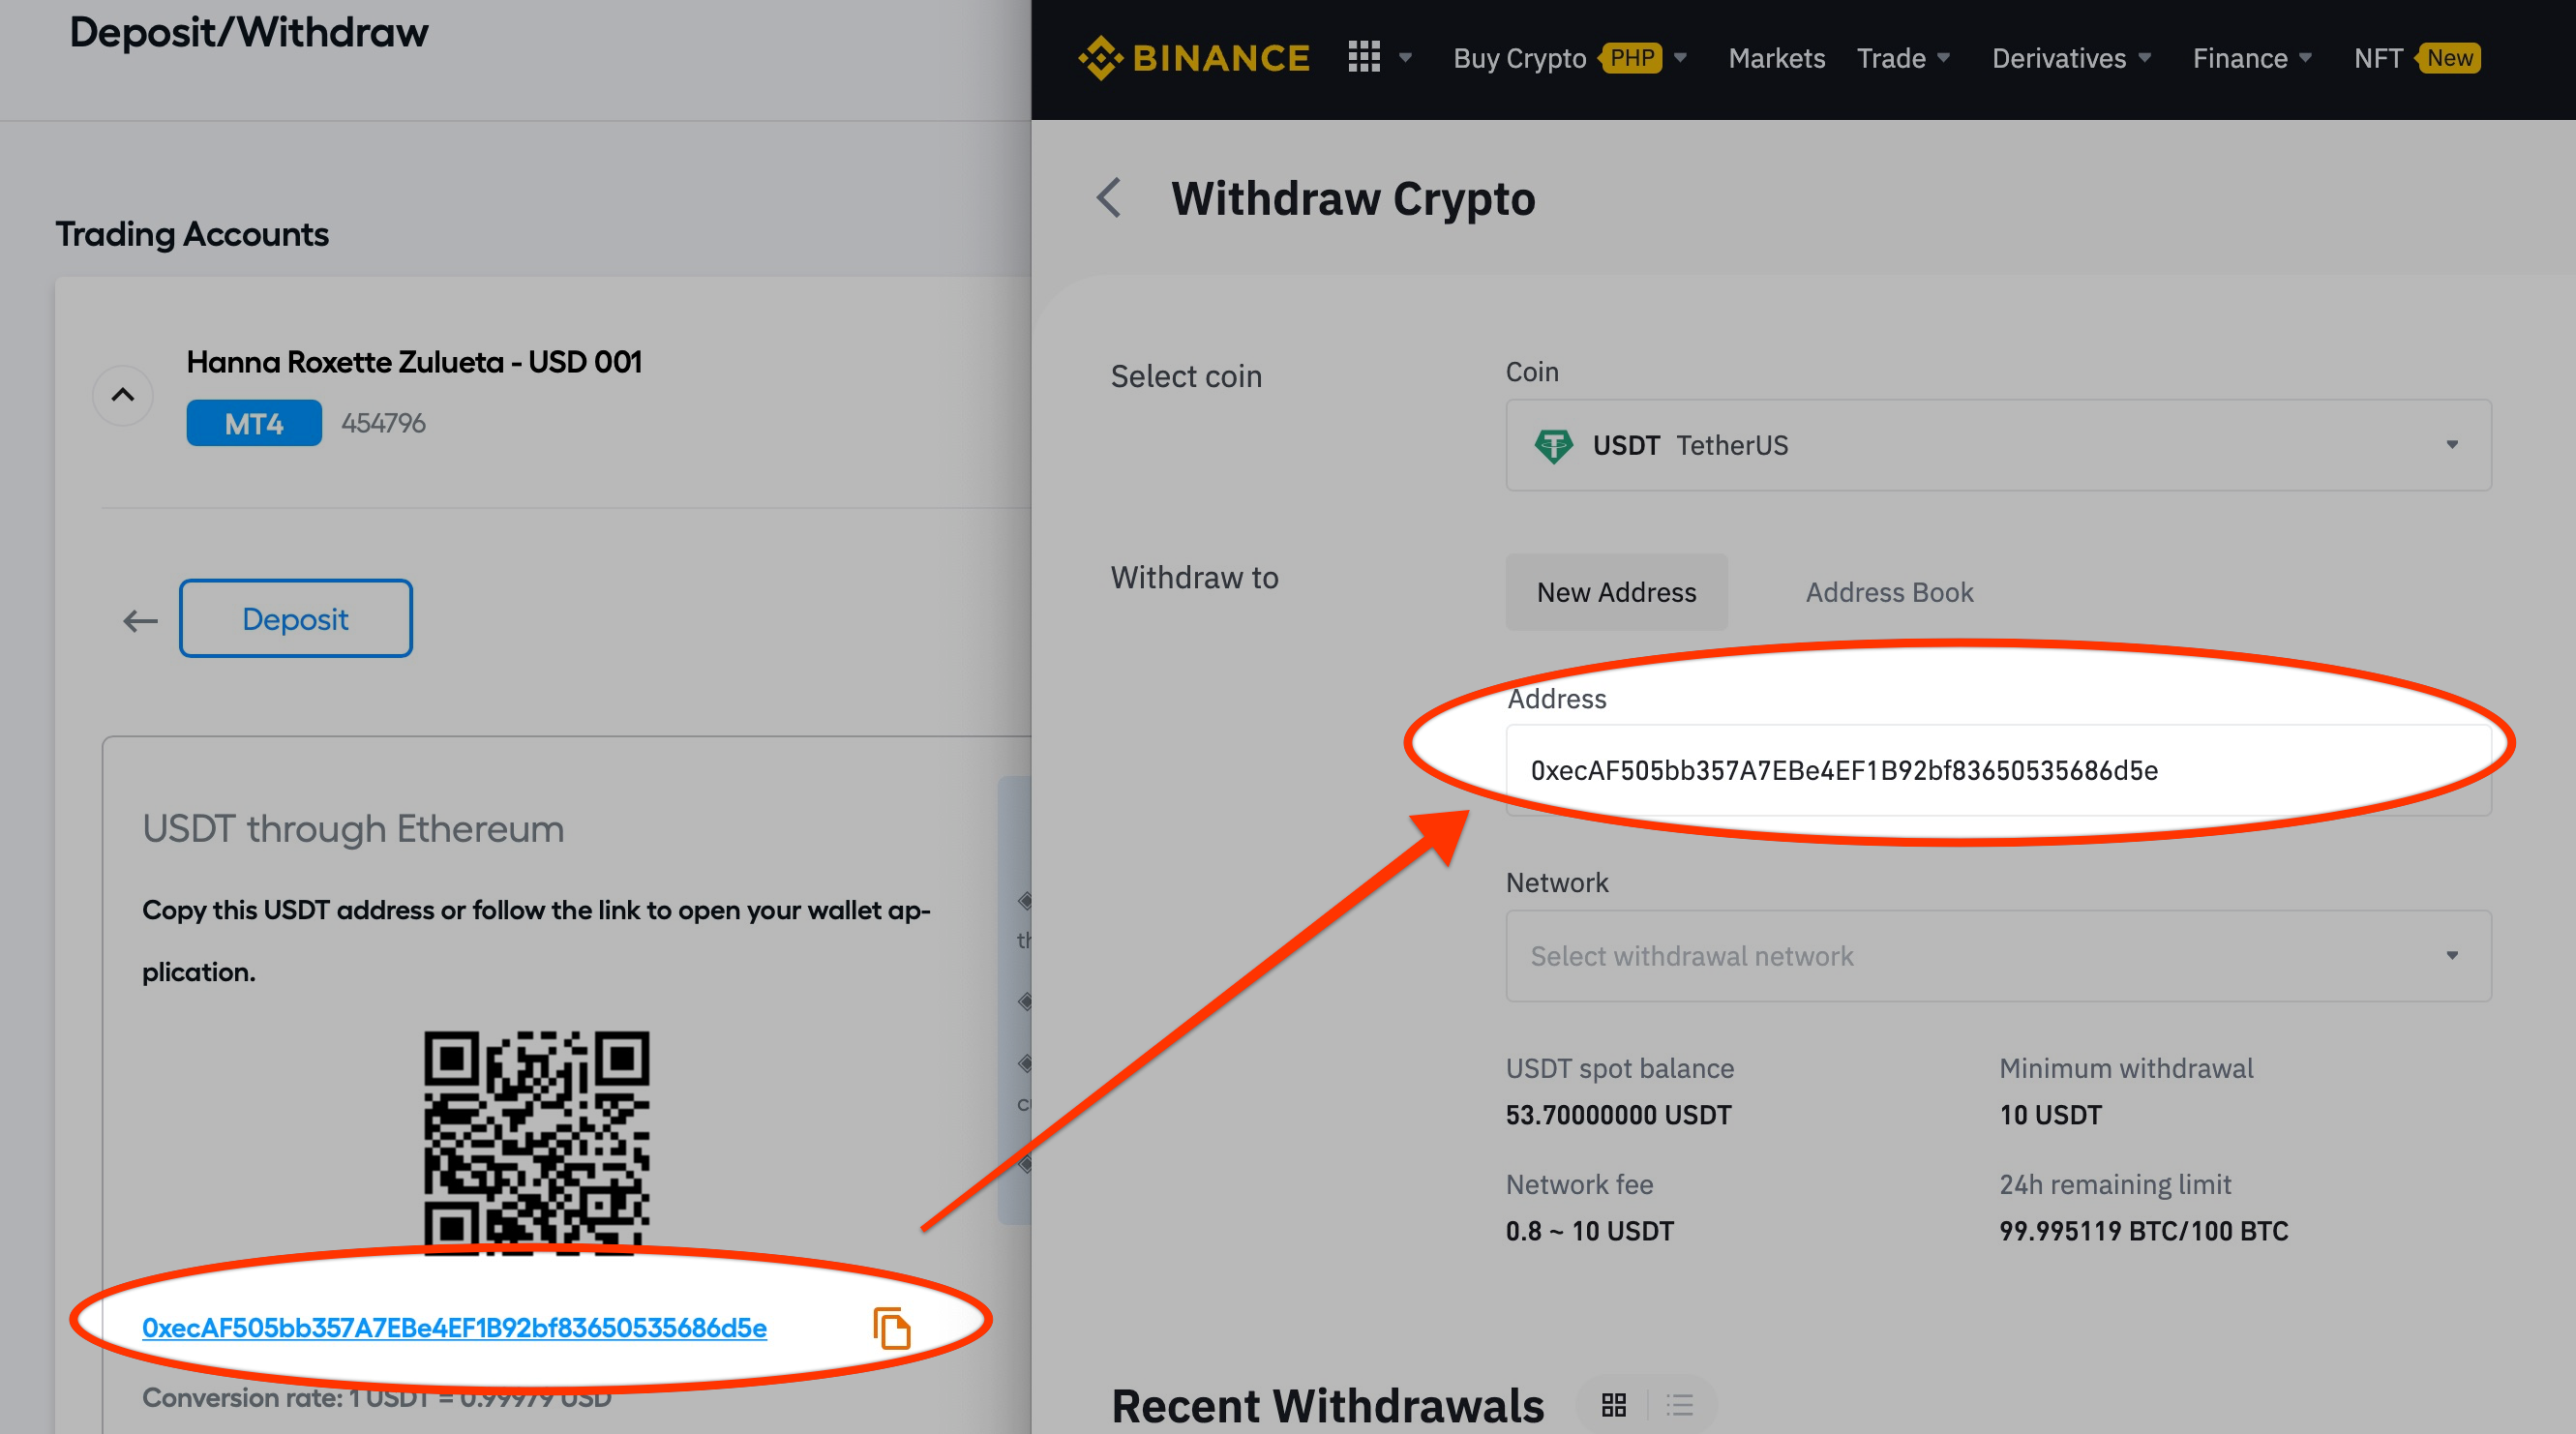 Deposit/Withdraw
Trading Accounts
Hanna Roxette Zulueta - USD 001
MT4 454796
Deposit
USDT through Ethereum
Copy this USDT address or follow the link to open your wallet ap-
plication.
0xecAF505bb357A7EBe4EF1B92bf83650535686d5e
Conversion rate: 1 USDT = 0.99979 USD
BINANCE Buy Crypto PHP Markets Trade Derivatives Finance NFT New
Withdraw Crypto
Select coin
Coin
USDT TetherUS
Withdraw to
New Address Address Book
Address
0xecAF505bb357A7EBe4EF1B92bf83650535686d5e
Network
Select withdrawal network
USDT spot balance
53.70000000 USDT
Minimum withdrawal
10 USDT
Network fee
0.8 ~ 10 USDT
24h remaining limit
99.995119 BTC/100 BTC
Recent Withdrawals